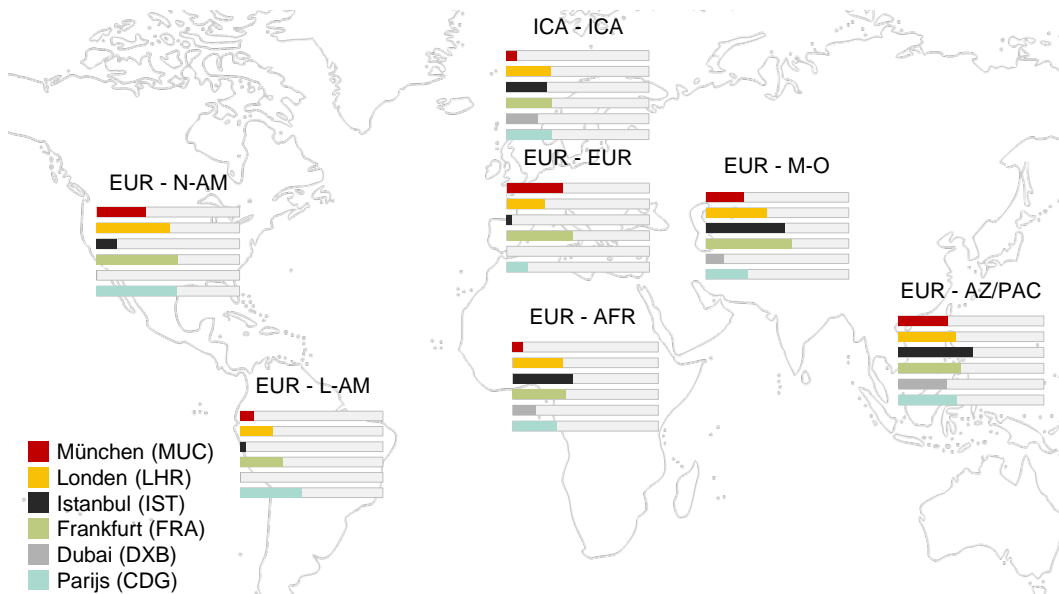 ICA - ICA
EUR - EUR
EUR - M-O
EUR - N-AM
EUR - AZ/PAC
EUR - AFR
EUR - L-AM
München (MUC)
Londen (LHR)
Istanbul (IST)
Frankfurt (FRA)
Dubai (DXB)
Parijs (CDG)